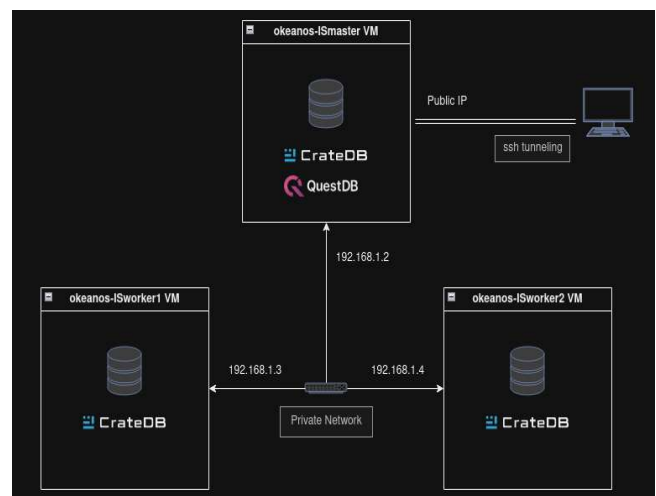 okeanos-ISmaster VM
CrateDB
QuestDB
Public IP
ssh tunneling
192.168.1.2
okeanos-ISworker1 VM
okeanos-ISworker2 VM
192.168.1.3
192.168.1.4
CrateDB
Private Network
CrateDB